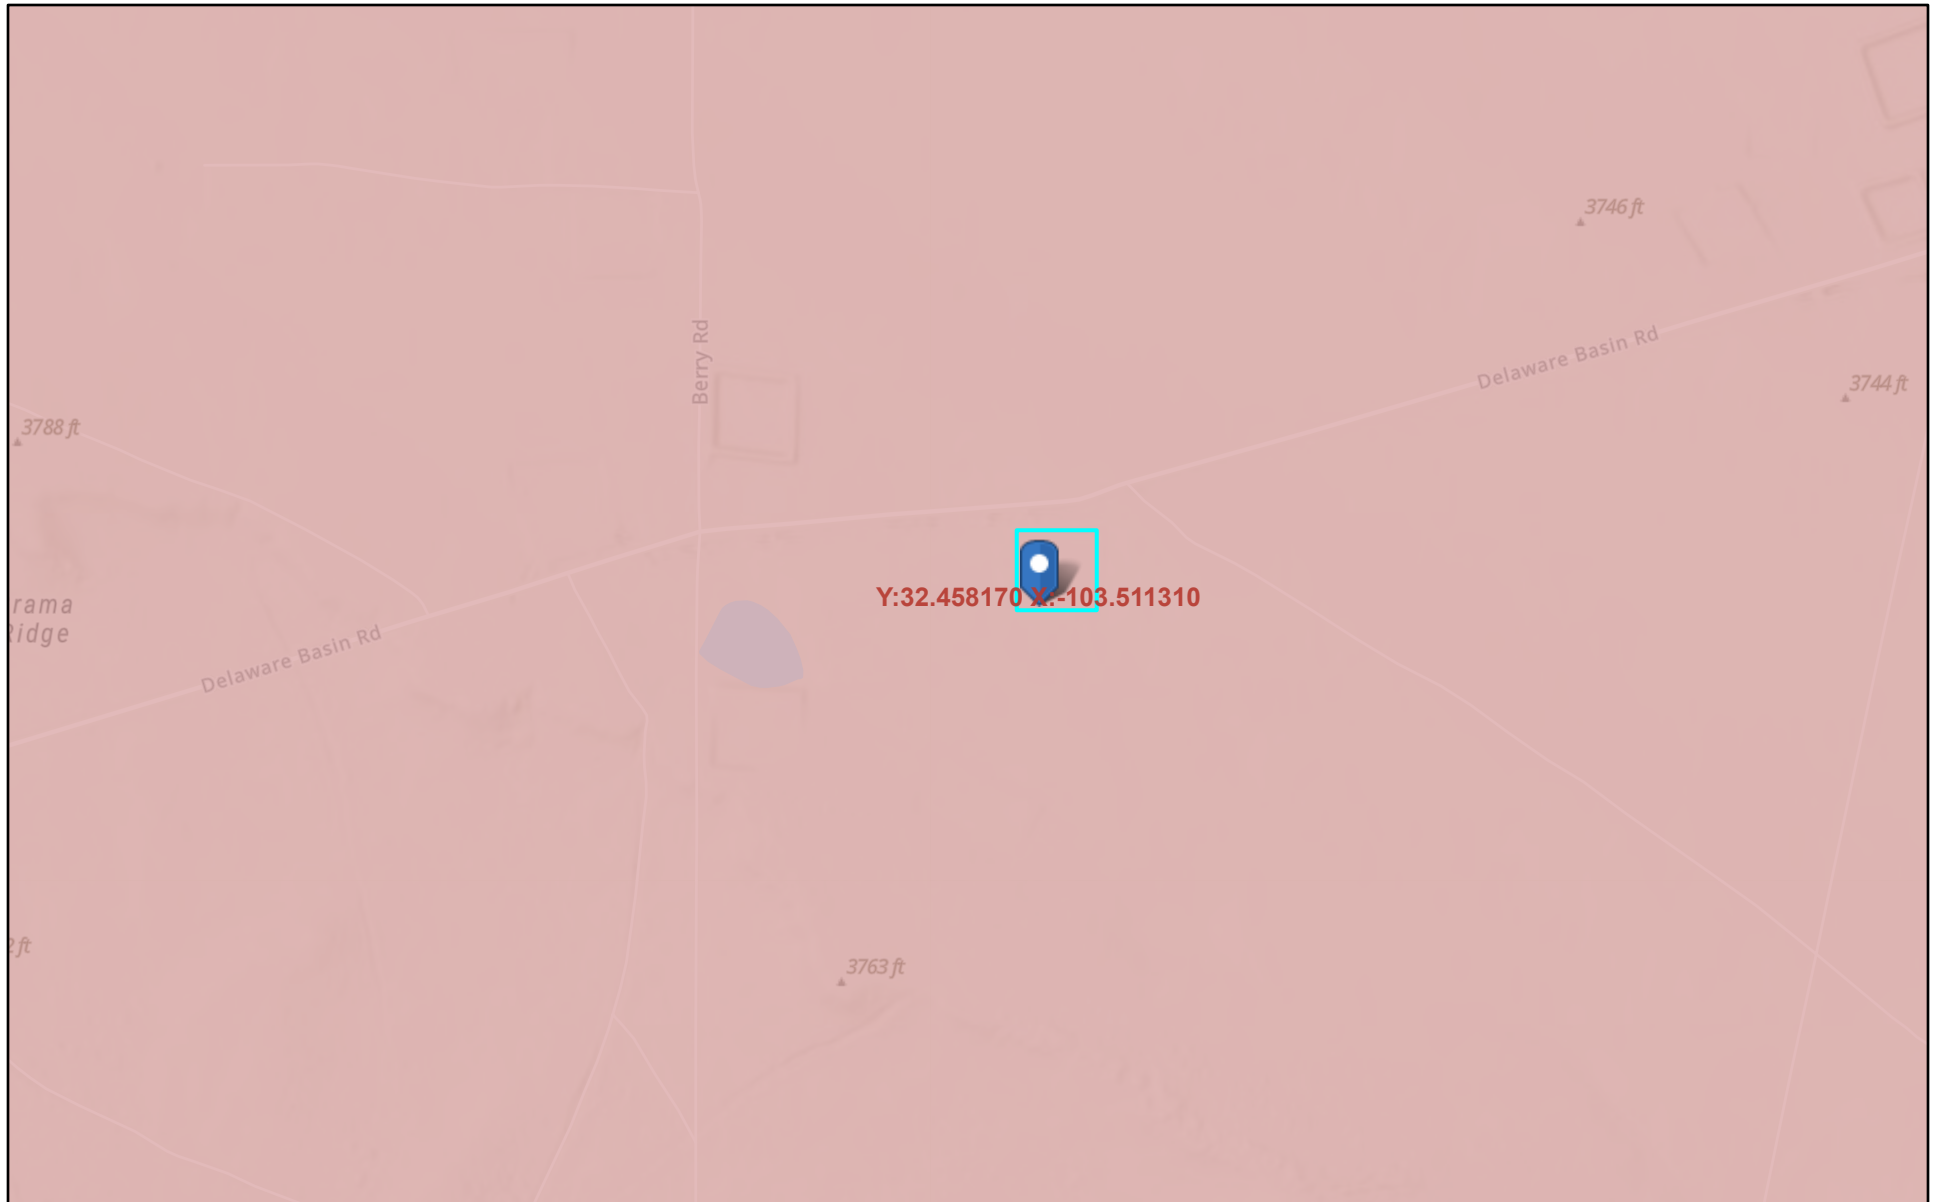 3746 ft
Berry Rd
Delaware Basin Rd
3744 ft
3788 ft
Y:32.458170 X:-103.511310
rama
Ridge
Delaware Basin Rd
ft
3763 ft